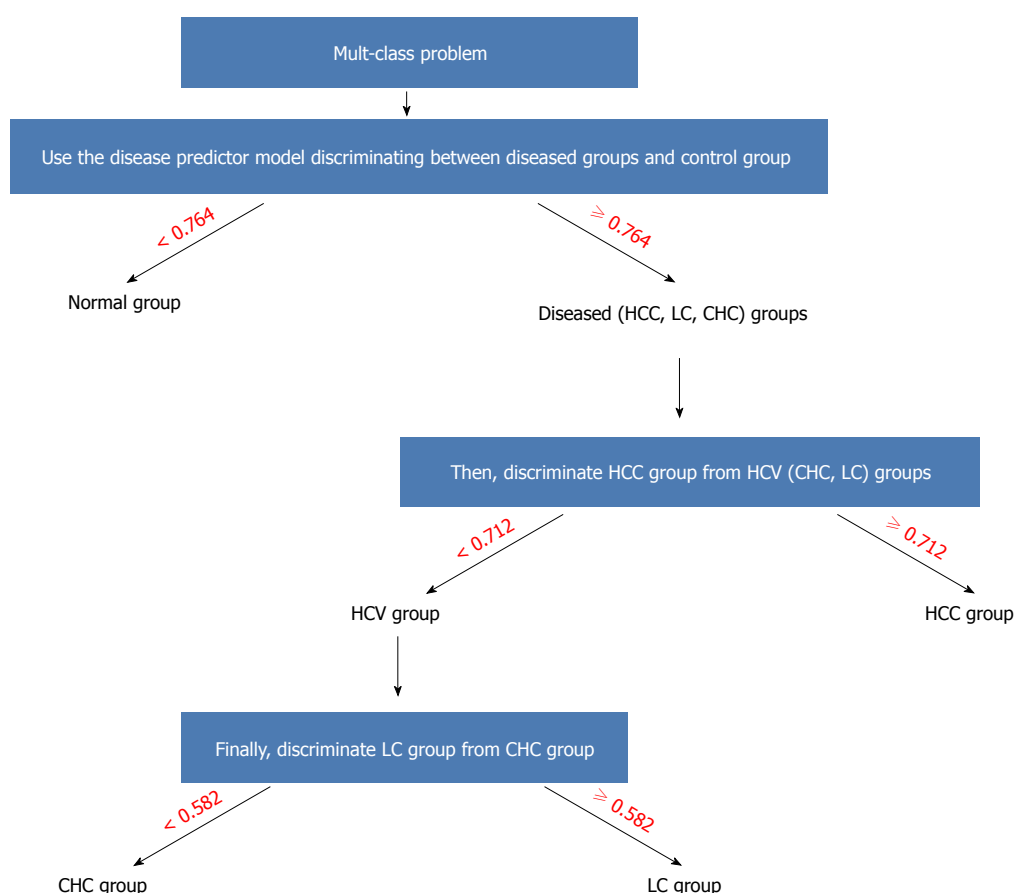 Mult-class problem
Use the disease predictor model discriminating between diseased groups and control group
< 0.764
≥ 0.764
Normal group
Diseased (HCC, LC, CHC) groups
Then, discriminate HCC group from HCV (CHC, LC) groups
< 0.712
≥ 0.712
HCV group
HCC group
Finally, discriminate LC group from CHC group
< 0.582
≥ 0.582
CHC group
LC group